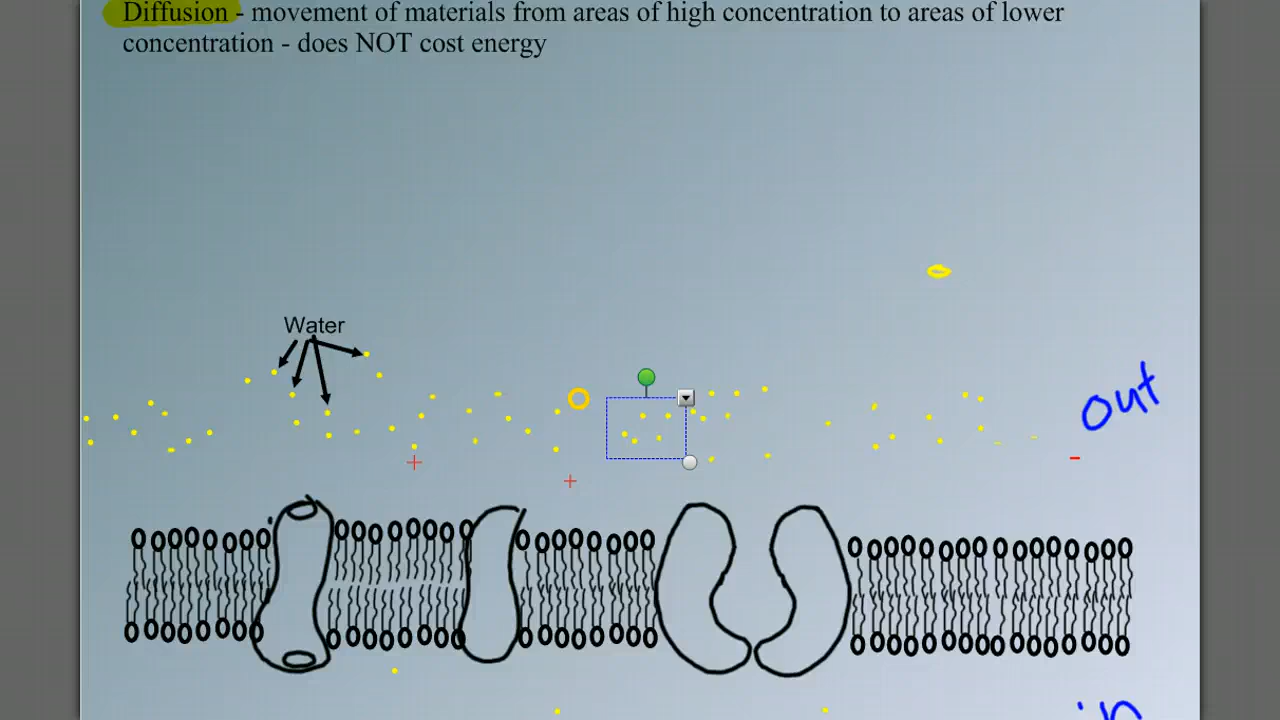 Diffusion - movement of materials from areas of high concentration to areas of lower
concentration - does NOT cost energy
Water
out
in